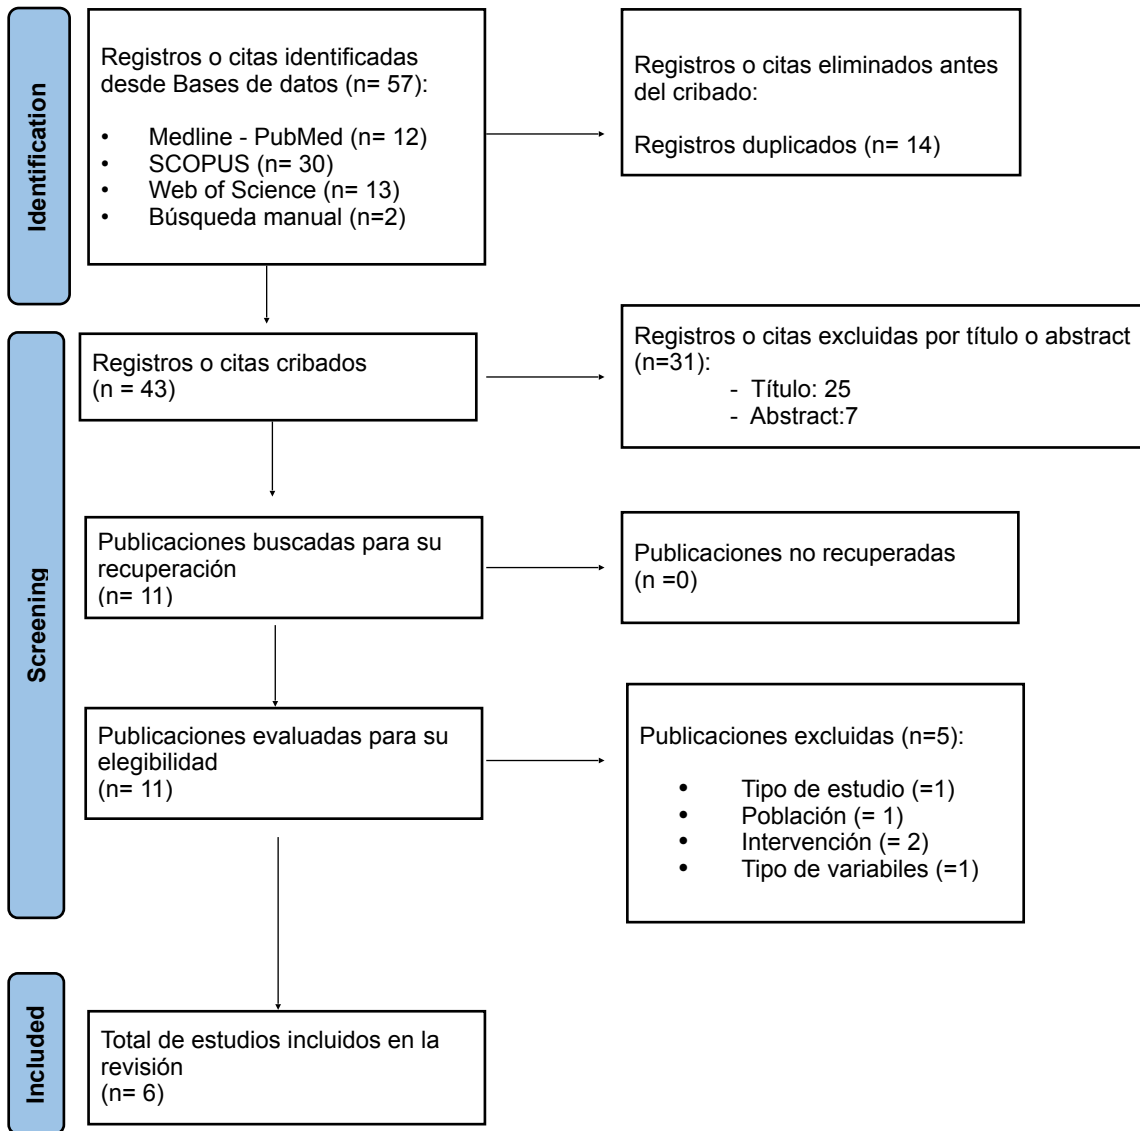 Identification
Registros o citas identificadas
desde Bases de datos (n= 57):
• Medline - PubMed (n= 12)
• SCOPUS (n= 30)
• Web of Science (n= 13)
• Búsqueda manual (n=2)
Registros o citas eliminados antes
del cribado:
Registros duplicados (n= 14)
Screening
Registros o citas cribados
(n = 43)
Registros o citas excluidas por título o abstract
(n=31):
- Título: 25
- Abstract:7
Publicaciones buscadas para su
recuperación
(n= 11)
Publicaciones no recuperadas
(n =0)
Publicaciones evaluadas para su
elegibilidad
(n= 11)
Publicaciones excluidas (n=5):
• Tipo de estudio (=1)
• Población (= 1)
• Intervención (= 2)
• Tipo de variabiles (=1)
Included
Total de estudios incluidos en la
revisión
(n= 6)